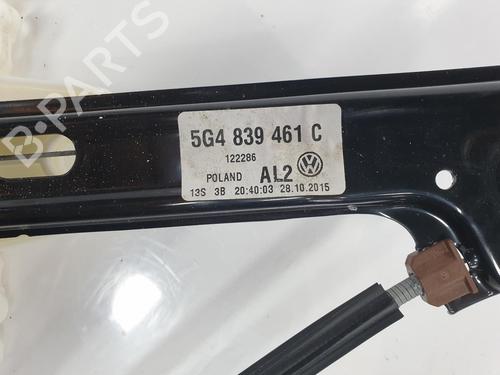 B-PARTS
5G4 839 461 C
122286
POLAND AL2
13S 3B 20:40:03 28.10.2015